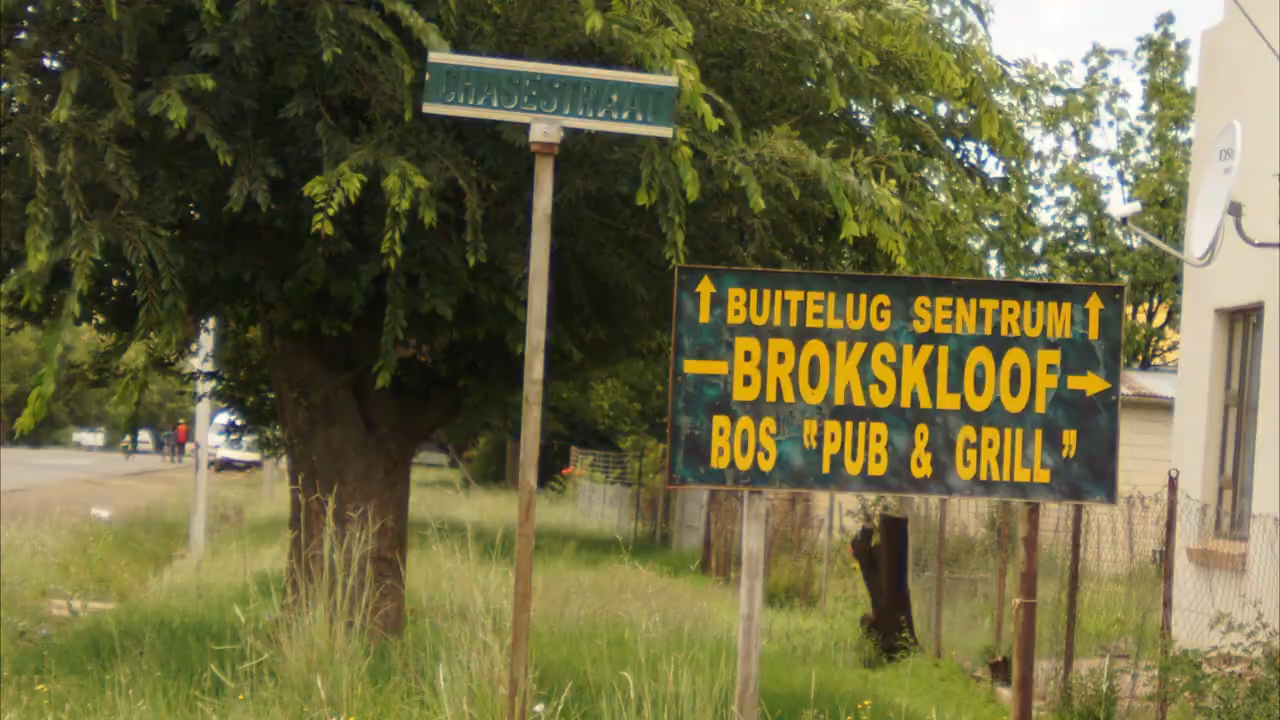 CHASESTRAAT
↑ BUITELUG SENTRUM ↑
—BROKSKLOOF→
BOS "PUB & GRILL"